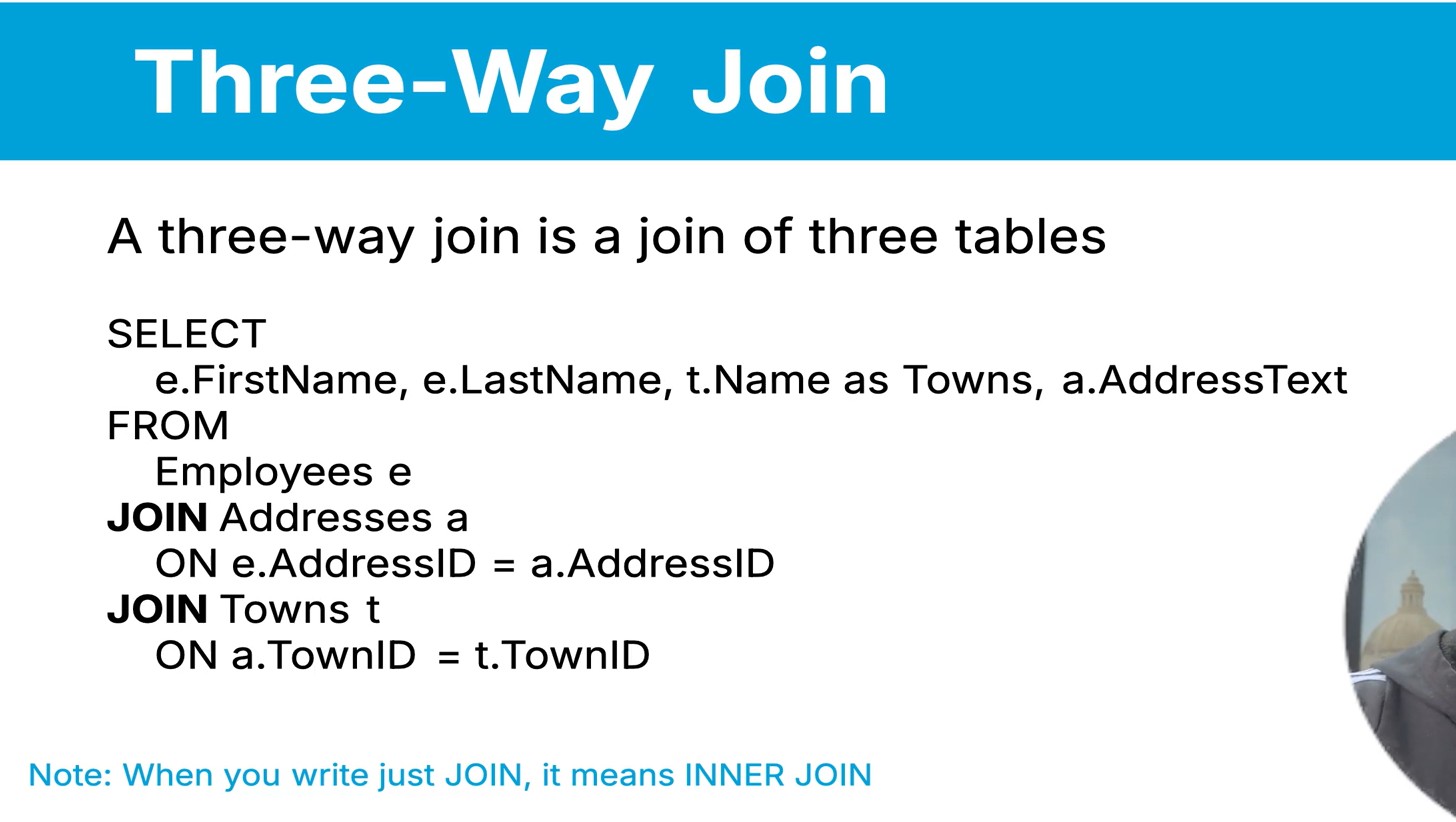 Three-Way Join
A three-way join is a join of three tables
SELECT
e.FirstName, e.LastName, t.Name as Towns, a.AddressText
FROM
Employees e
JOIN Addresses a
ON e.AddressID = a.AddressID
JOIN Towns t
ON a.TownID = t.TownID
Note: When you write just JOIN, it means INNER JOIN